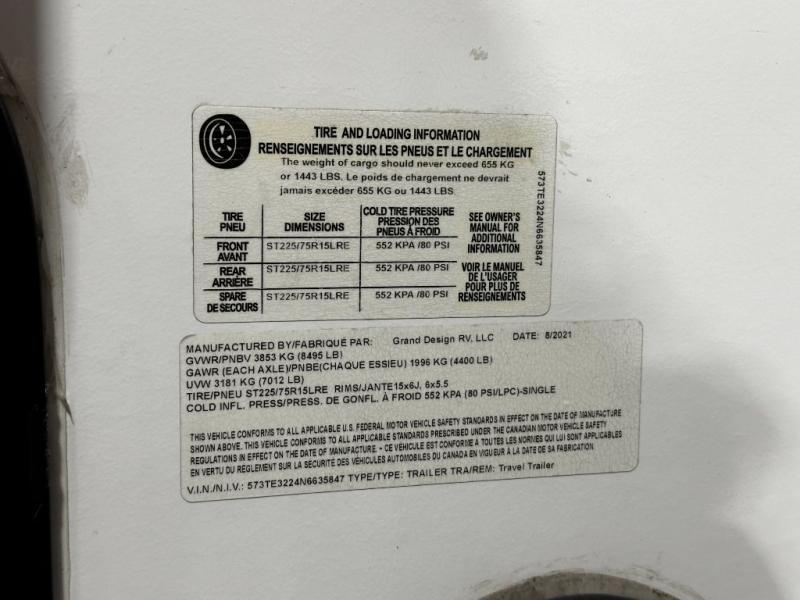 TIRE AND LOADING INFORMATION
RENSEIGNEMENTS SUR LES PNEUS ET LE CHARGEMENT
The weight of cargo should never exceed 655 KG
or 1443 LBS. Le poids de chargement ne devrait
jamais excéder 655 KG ou 1443 LBS
TIRE
PNEU
SIZE
DIMENSIONS
COLD TIRE PRESSURE
PRESSION DES
PNEUS À FROID
FRONT
AVANT
ST225/75R15LRE
552 KPA /80 PSI
REAR
ARRIÈRE
ST225/75R15LRE
552 KPA /80 PSI
SPARE
DE SECOURS
ST225/75R15LRE
552 KPA /80 PSI
SEE OWNER'S
MANUAL FOR
ADDITIONAL
INFORMATION
VOIR LE MANUEL
DE L'USAGER
POUR PLUS DE
RENSEIGNEMENTS
573TE3224N6635847
MANUFACTURED BY/FABRIQUÉ PAR: Grand Design RV, LLC DATE: 8/2021
GVWR/PNBV 3853 KG (8495 LB)
GAWR (EACH AXLE)/PNBE(CHAQUE ESSIEU) 1996 KG (4400 LB)
UVW 3181 KG (7012 LB)
TIRE/PNEU ST225/75R15LRE RIMS/JANTE15x6J, 6x5.5
COLD INFL. PRESS/PRESS. DE GONFL. À FROID 552 KPA (80 PSI/LPC)-SINGLE
THIS VEHICLE CONFORMS TO ALL APPLICABLE U.S. FEDERAL MOTOR VEHICLE SAFETY STANDARDS IN EFFECT ON THE DATE OF MANUFACTURE
SHOWN ABOVE. THIS VEHICLE CONFORMS TO ALL APPLICABLE STANDARDS PRESCRIBED UNDER THE CANADIAN MOTOR VEHICLE SAFETY
REGULATIONS IN EFFECT ON THE DATE OF MANUFACTURE. - CE VEHICULE EST CONFORME A TOUTES LES NORMES QUI LUI SONT APPLICABLES
EN VERTU DU RÈGLEMENT SUR LA SÉCURITÉ DES VÉHICULES AUTOMOBILES DU CANADA EN VIGUEUR À LA DATE DE SA FABRICATION
V.I.N./N.I.V.: 573TE3224N6635847 TYPE/TYPE: TRAILER TRA/REM: Travel Trailer